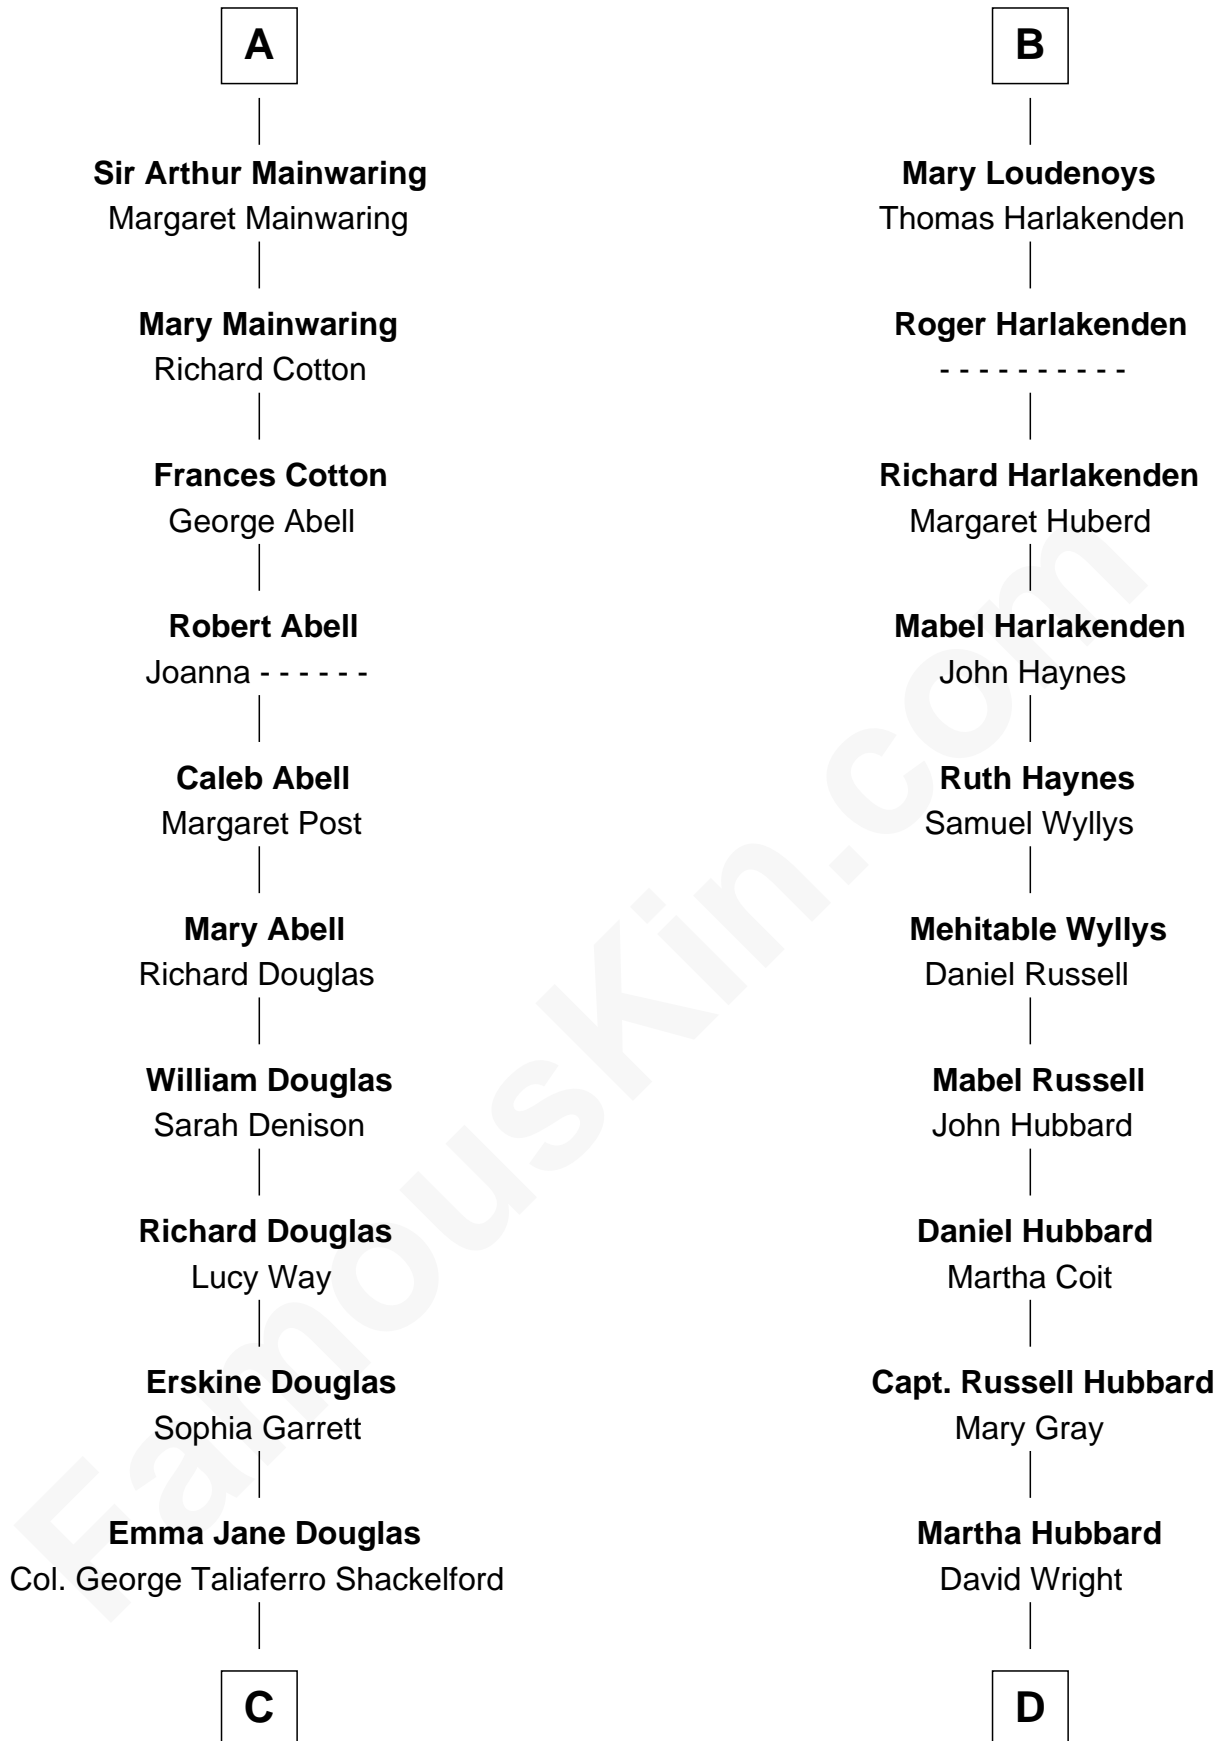 A
Sir Arthur Mainwaring
Margaret Mainwaring
Mary Mainwaring
Richard Cotton
Frances Cotton
George Abell
Robert Abell
Joanna - - - - - -
Caleb Abell
Margaret Post
Mary Abell
Richard Douglas
William Douglas
Sarah Denison
Richard Douglas
Lucy Way
Erskine Douglas
Sophia Garrett
Emma Jane Douglas
Col. George Taliaferro Shackelford
C
B
Mary Loudenoys
Thomas Harlakenden
Roger Harlakenden
- - - - - - - - - -
Richard Harlakenden
Margaret Huberd
Mabel Harlakenden
John Haynes
Ruth Haynes
Samuel Wyllys
Mehitable Wyllys
Daniel Russell
Mabel Russell
John Hubbard
Daniel Hubbard
Martha Coit
Capt. Russell Hubbard
Mary Gray
Martha Hubbard
David Wright
D
FamousKin.com